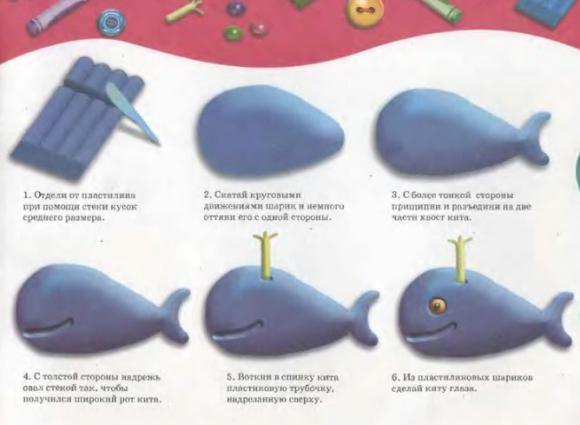 1. Отдели от пластилина
при помощи стеки кусок
среднего размера.
2. Скатай круговыми
движениями шарик и немного
оттяни его с одной стороны.
3. С более тонкой стороны
прищипни и разъедини на две
части хвост кита.
4. С толстой стороны надрежь
овал стекой так, чтобы
получился широкий рот кита.
5. Воткни в спинку кита
пластиковую трубочку,
надрезанную сверху.
6. Из пластилиновых шариков
сделай киту глаза.